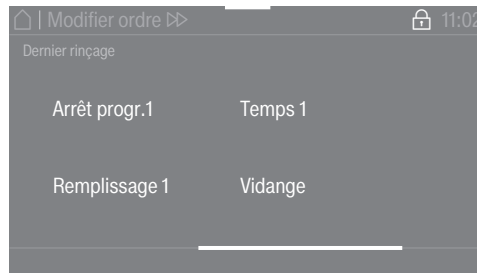 Modifier ordre
11:02
Dernier rinçage
Arrêt progr.1 Temps 1
Remplissage 1 Vidange